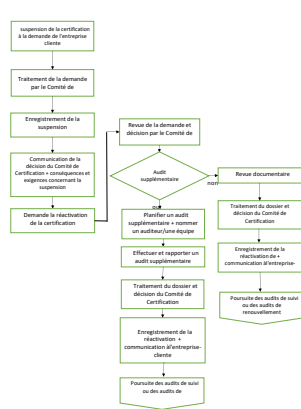 suspension de la certification
à la demande de l'entreprise
cliente
Traitement de la demande
par le Comité de
Enregistrement de la
suspension
Communication de la
décision du Comité de
Certification + conséquences et
exigences concernant la
suspension
Demande la réactivation
de la certification
Revue de la demande et
décision par le Comité de
Audit
supplémentaire
non
ou
Planifier un audit
supplémentaire + nommer
un auditeur/une équipe
Effectuer et rapporter un
audit supplémentaire
Traitement du dossier et
décision du Comité de
Certification
Enregistrement de la
réactivation +
communication àl'entreprise-
cliente
Poursuite des audits de suivi
ou des audits de
Revue documentaire
Traitement du dossier et
décision du Comité de
Certification
Enregistrement de la
réactivation de +
communication àl'entreprise-
Poursuite des audits de suivi
ou des audits de
renouvellement